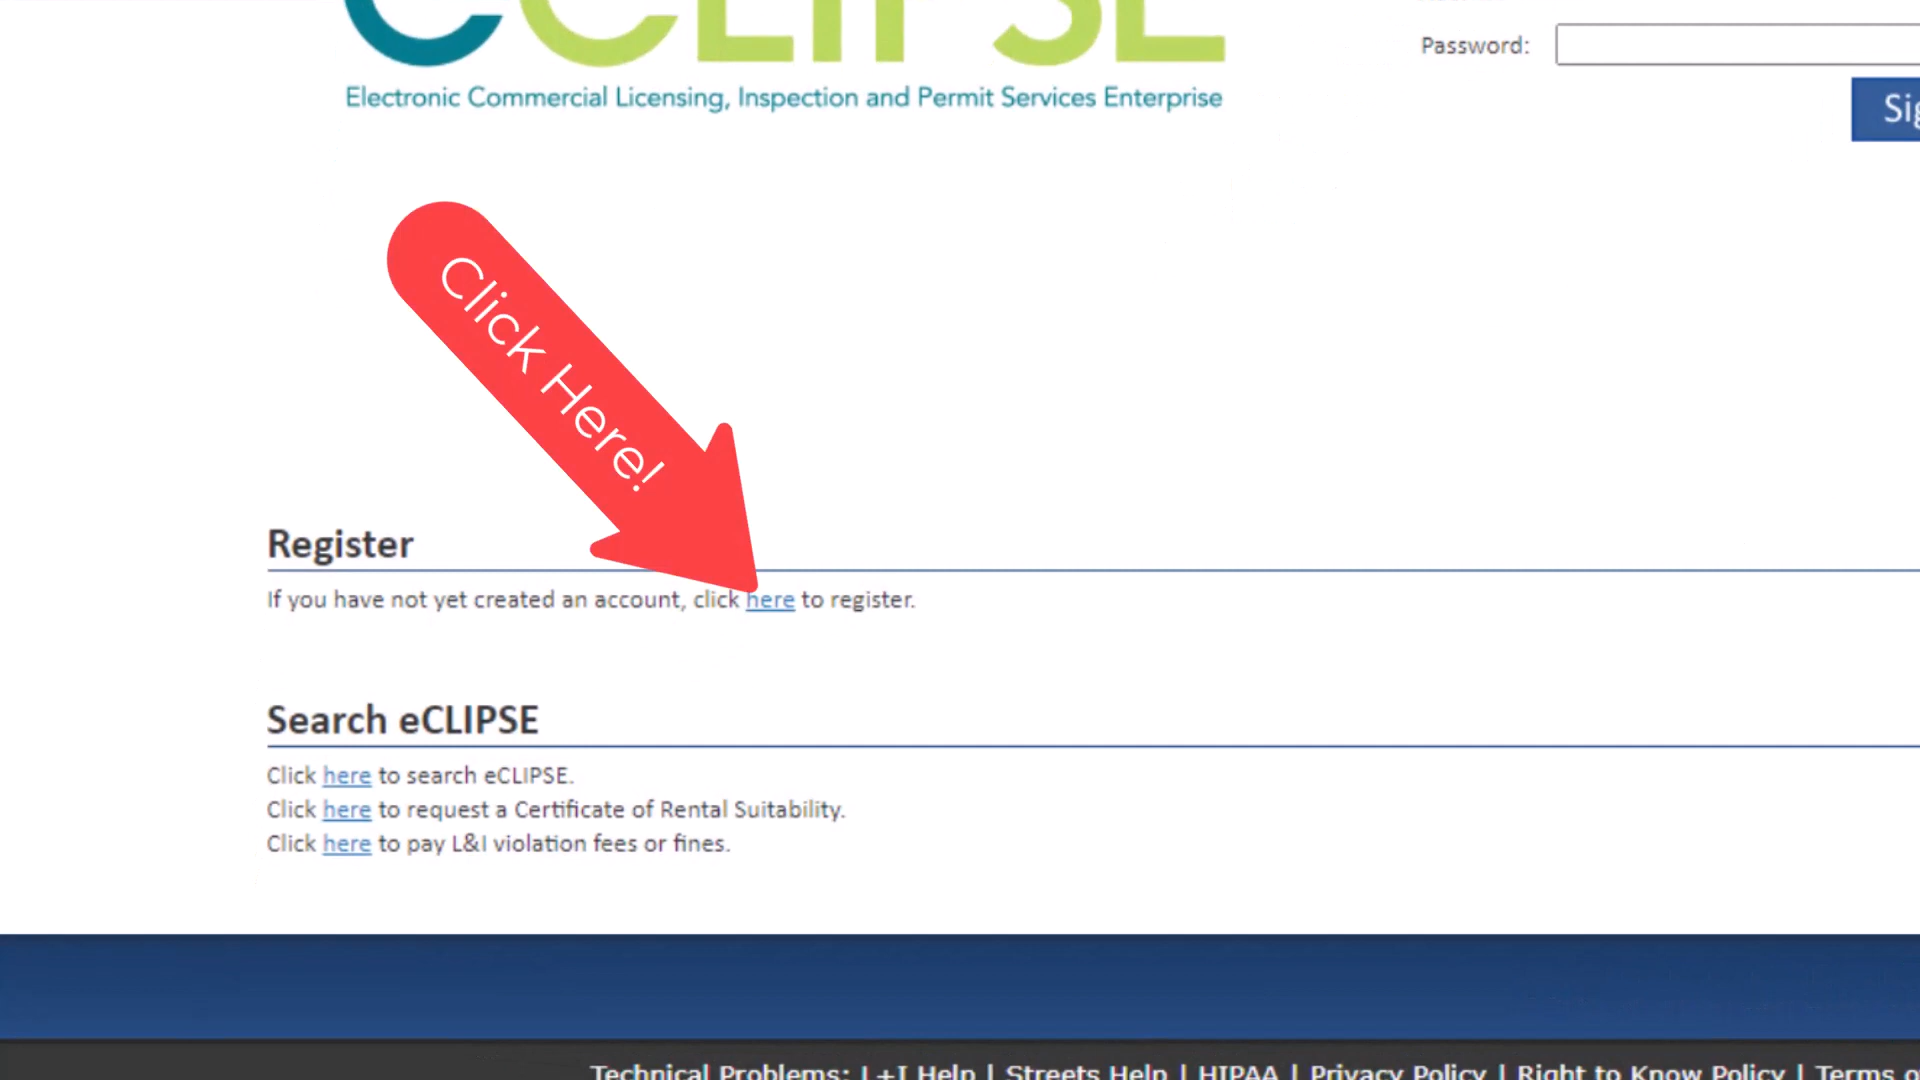 eCLIPSE
Password:
Electronic Commercial Licensing, Inspection and Permit Services Enterprise
Click Here!
Register
If you have not yet created an account, click here to register.
Search eCLIPSE
Click here to search eCLIPSE.
Click here to request a Certificate of Rental Suitability.
Click here to pay L&I violation fees or fines.
Technical Problems: L+I Help | Streets Help | HIPAA | Privacy Policy | Right to Know Policy | Terms